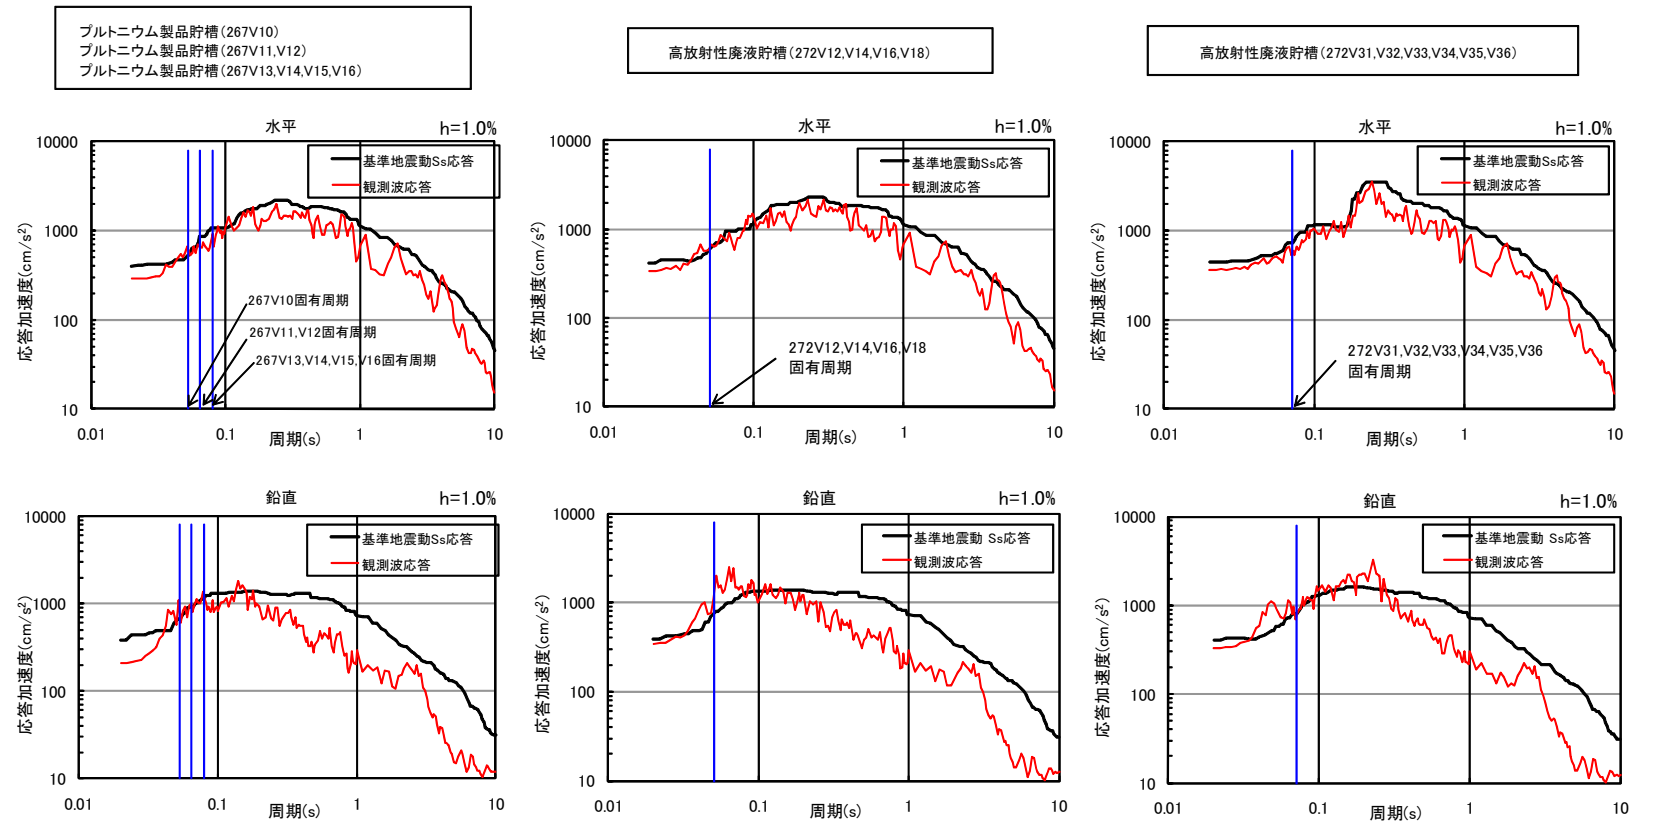 プルトニウム製品貯槽(267V10)
プルトニウム製品貯槽(267V11,V12)
プルトニウム製品貯槽(267V13,V14,V15,V16)
高放射性廃液貯槽(272V12,V14,V16,V18)
高放射性廃液貯槽(272V31,V32,V33,V34,V35,V36)
水平
h=1.0%
基準地震動Ss応答
観測波応答
応答加速度(cm/s²)
10000
1000
100
10
267V10固有周期
267V11,V12固有周期
267V13,V14,V15,V16固有周期
0.01
0.1
1
10
周期(s)
水平
h=1.0%
基準地震動Ss応答
観測波応答
応答加速度(cm/s²)
10000
1000
100
10
272V12,V14,V16,V18
固有周期
0.01
0.1
1
10
周期(s)
水平
h=1.0%
基準地震動Ss応答
観測波応答
応答加速度(cm/s²)
10000
1000
100
10
272V31,V32,V33,V34,V35,V36
固有周期
0.01
0.1
1
10
周期(s)
鉛直
h=1.0%
基準地震動Ss応答
観測波応答
応答加速度(cm/s²)
10000
1000
100
10
0.01
0.1
1
10
周期(s)
鉛直
h=1.0%
基準地震動 Ss応答
観測波応答
応答加速度(cm/s²)
10000
1000
100
10
0.01
0.1
1
10
周期(s)
鉛直
h=1.0%
基準地震動 Ss応答
観測波応答
応答加速度(cm/s²)
10000
1000
100
10
0.01
0.1
1
10
周期(s)